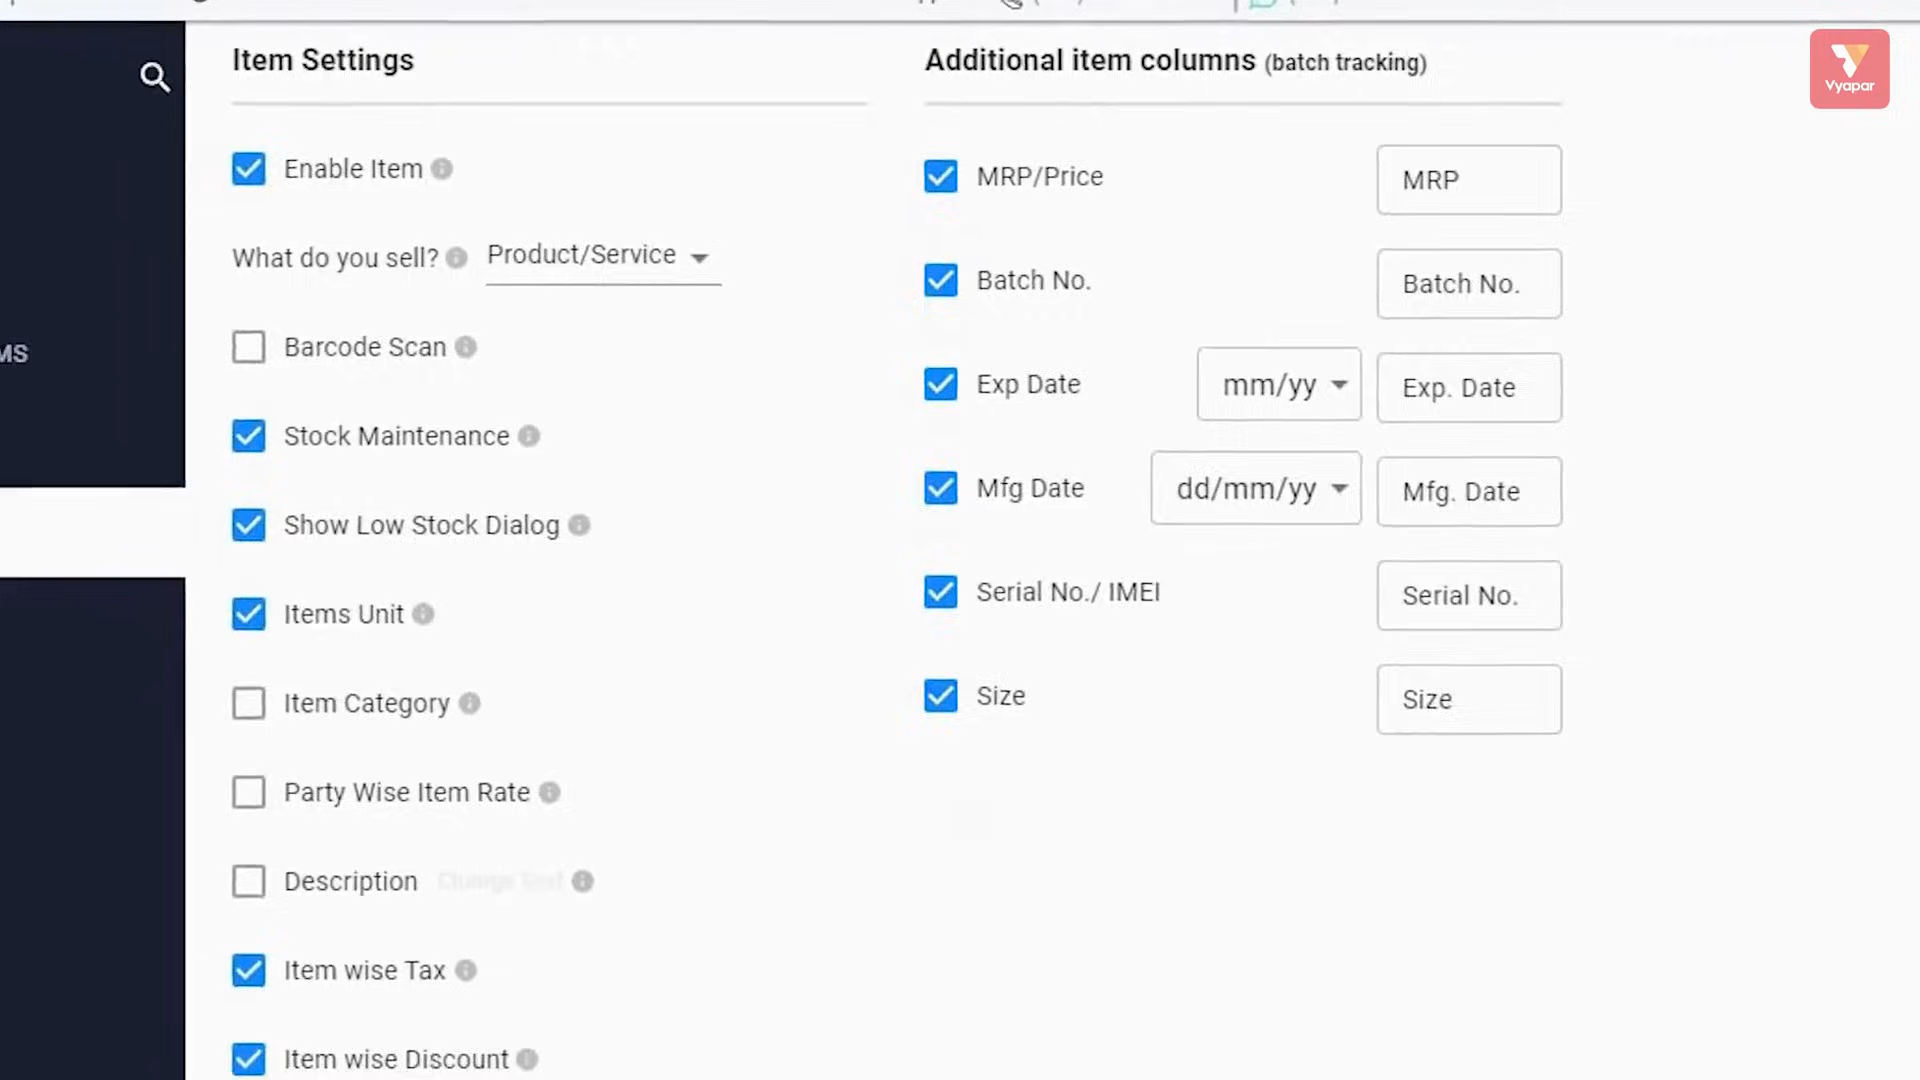 Item Settings
Additional item columns (batch tracking)
Vyapar
Enable Item
What do you sell? Product/Service
Barcode Scan
MS
Stock Maintenance
Show Low Stock Dialog
Items Unit
Item Category
Party Wise Item Rate
Description Change Text
Item wise Tax
Item wise Discount
MRP/Price MRP
Batch No. Batch No.
Exp Date mm/yy Exp. Date
Mfg Date dd/mm/yy Mfg. Date
Serial No./ IMEI Serial No.
Size Size